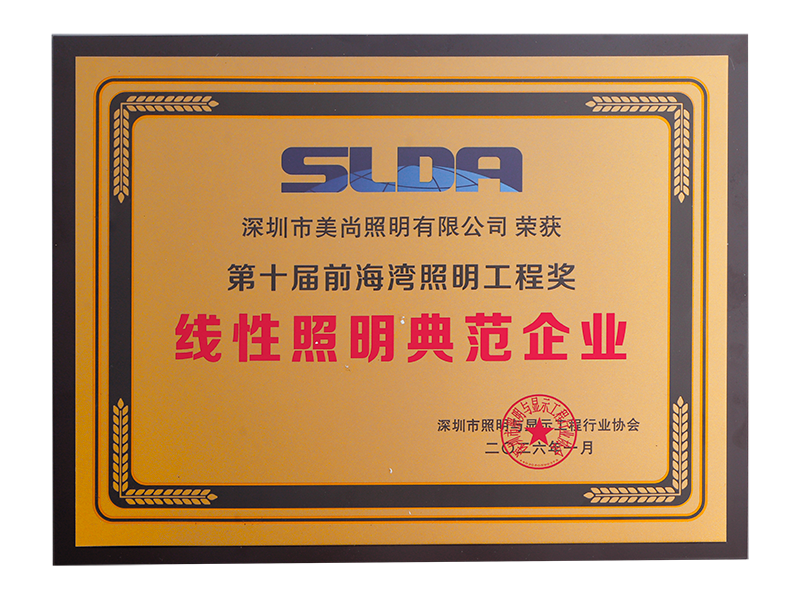 SLDA
深圳市美尚照明有限公司 荣获
第十届前海湾照明工程奖
线性照明典范企业
深圳市照明与显示工程行业协会
二〇二六年一月